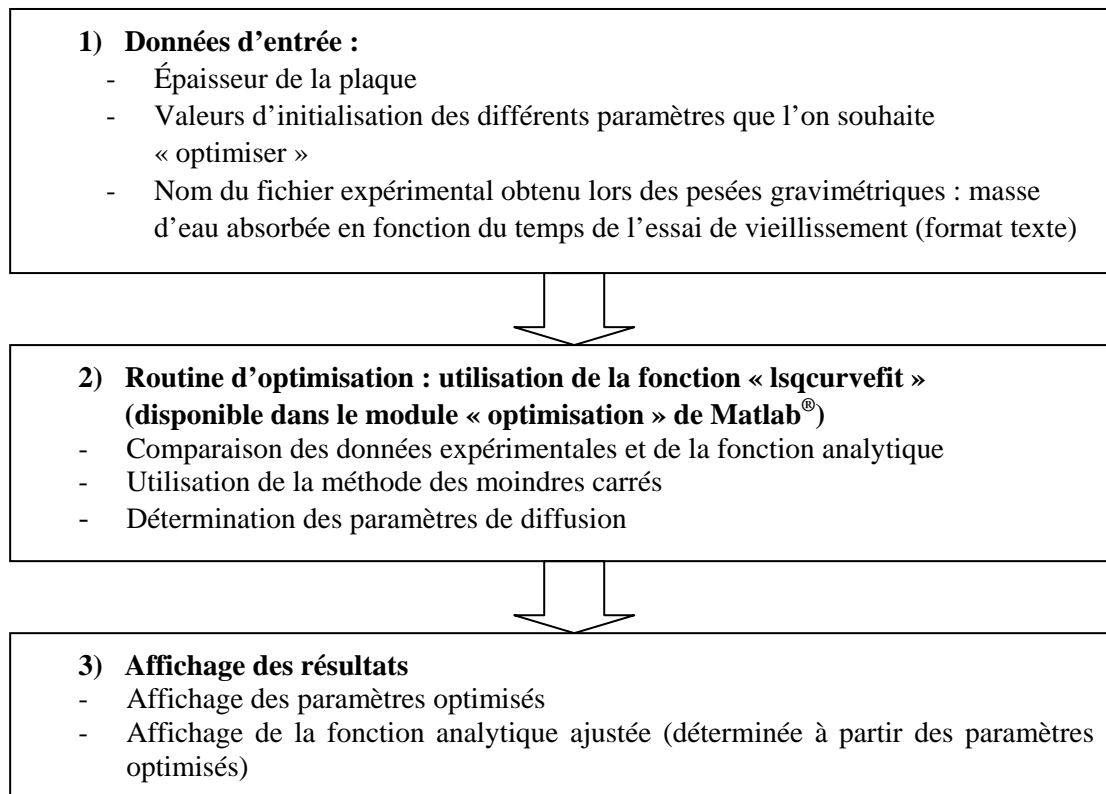 1) Données d'entrée :
- Épaisseur de la plaque
- Valeurs d'initialisation des différents paramètres que l'on souhaite
« optimiser »
- Nom du fichier expérimental obtenu lors des pesées gravimétriques : masse
d'eau absorbée en fonction du temps de l'essai de vieillissement (format texte)
2) Routine d'optimisation : utilisation de la fonction « lsqcurvefit »
(disponible dans le module « optimisation » de Matlab®)
- Comparaison des données expérimentales et de la fonction analytique
- Utilisation de la méthode des moindres carrés
- Détermination des paramètres de diffusion
3) Affichage des résultats
- Affichage des paramètres optimisés
- Affichage de la fonction analytique ajustée (déterminée à partir des paramètres
optimisés)